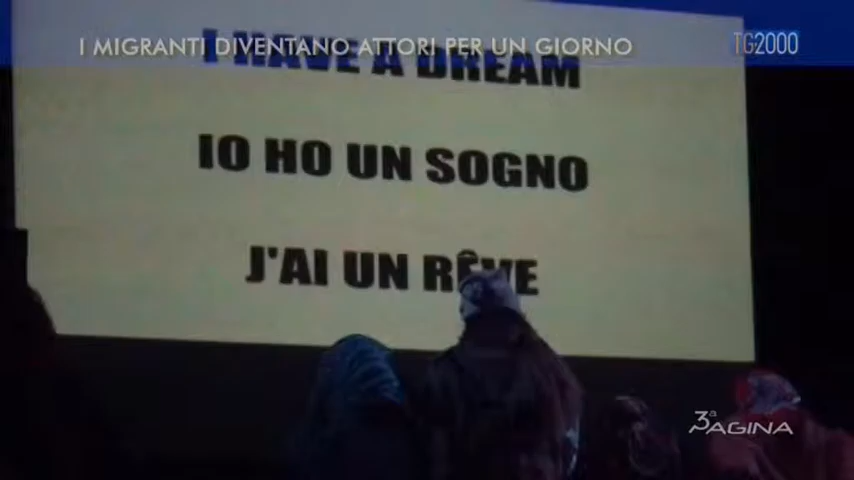 I MIGRANTI DIVENTANO ATTORI PER UN GIORNO
TG2000
I HAVE A DREAM
IO HO UN SOGNO
J'AI UN RÊVE
3ª PAGINA